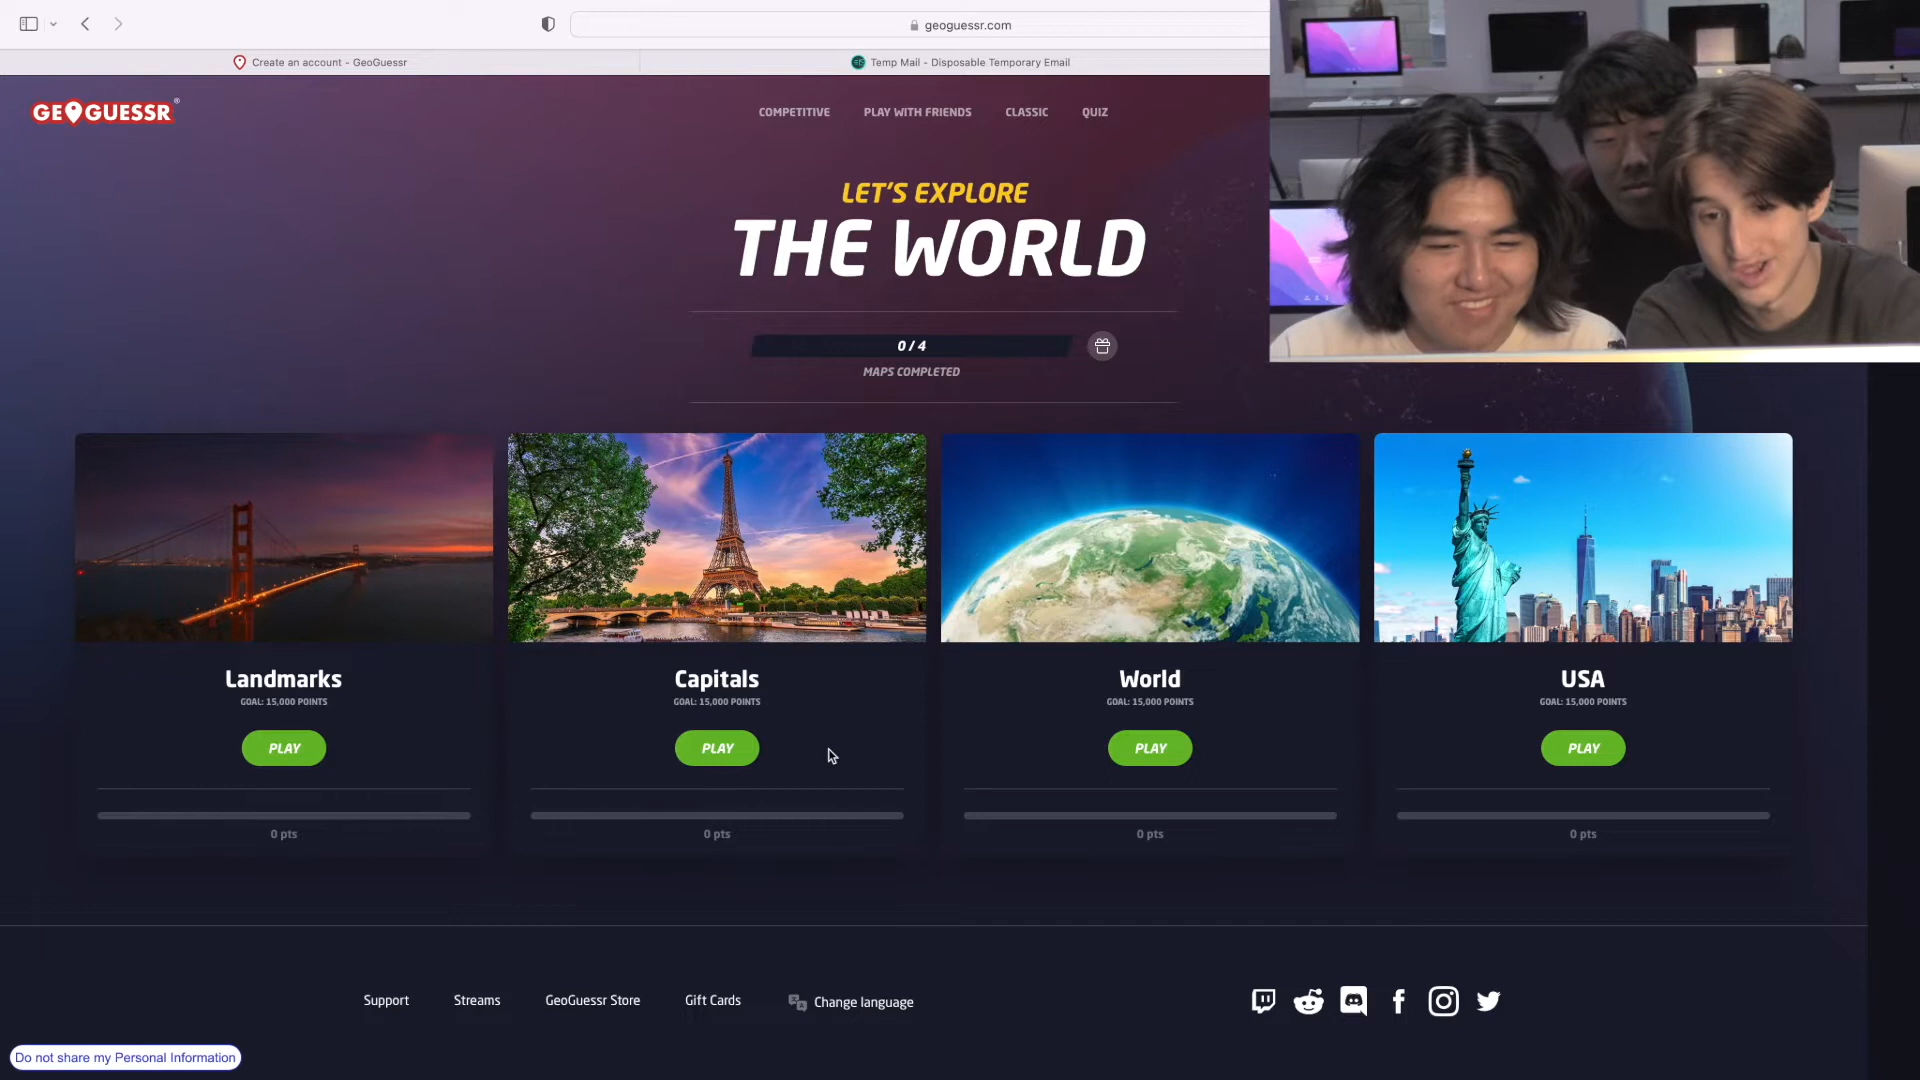 geoguessr.com
Create an account - GeoGuessr
Temp Mail - Disposable Temporary Email
GEOGUESSR
COMPETITIVE
PLAY WITH FRIENDS
CLASSIC
QUIZ
LET'S EXPLORE
THE WORLD
0 / 4
MAPS COMPLETED
Landmarks
GOAL: 15,000 POINTS
PLAY
0 pts
Capitals
GOAL: 15,000 POINTS
PLAY
0 pts
World
GOAL: 15,000 POINTS
PLAY
0 pts
USA
GOAL: 15,000 POINTS
PLAY
0 pts
Support
Streams
GeoGuessr Store
Gift Cards
Change language
Do not share my Personal Information